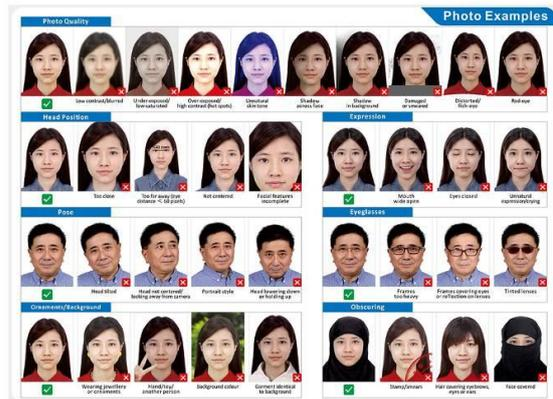 Photo Examples
Photo Quality
Low contrast/blurred
Under exposed/
low-saturated
Over exposed/
high contrast (hot spots)
Unnatural
skin tone
Shadow
across face
Shadow
in background
Damaged
or smeared
Distorted/
fish-eye
Red eye
Head Position
Too close
Too far away (eye
distance < 60 pixels)
Not centered
Facial features
incomplete
Expression
Mouth
wide open
Eyes closed
Unnatural
expression/crying
Pose
Head tilted
Head not centered/
looking away from camera
Portrait style
Head lowering down
or holding up
Eyeglasses
Frames
too heavy
Frames covering eyes
or reflection on lenses
Tinted lenses
Ornaments/Background
Wearing jewellery
or ornaments
Hand/toy/
another person
Background colour
Garment identical
to background
Obscuring
Stamp/smears
Hair covering eyebrows,
eyes or ears
Face covered